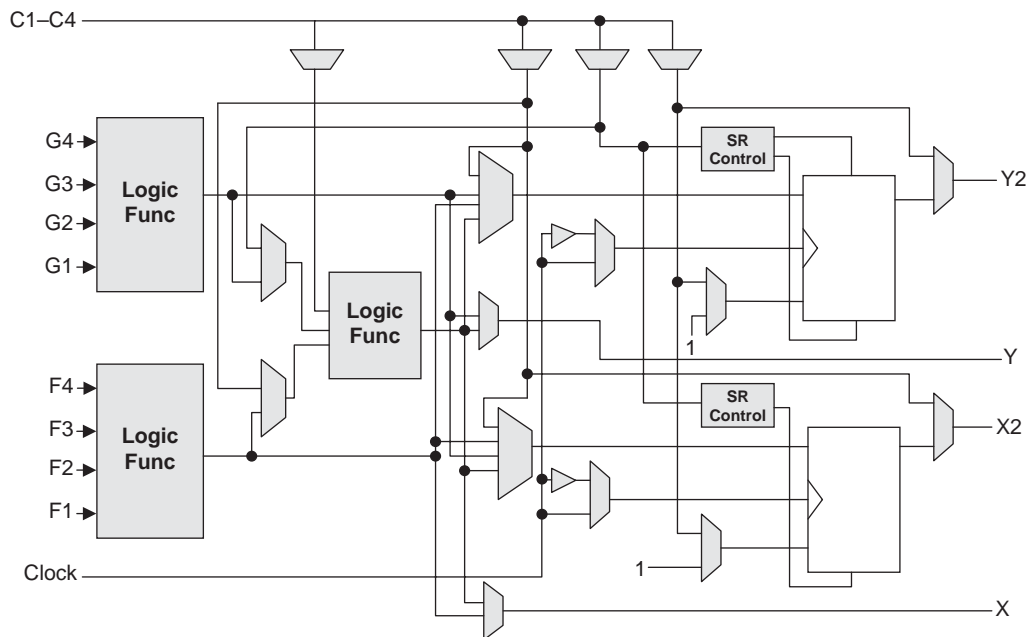 C1–C4
G4
G3
G2
G1
Logic
Func
SR
Control
Y2
Logic
Func
1
Y
F4
F3
F2
F1
Logic
Func
SR
Control
X2
Clock
1
X